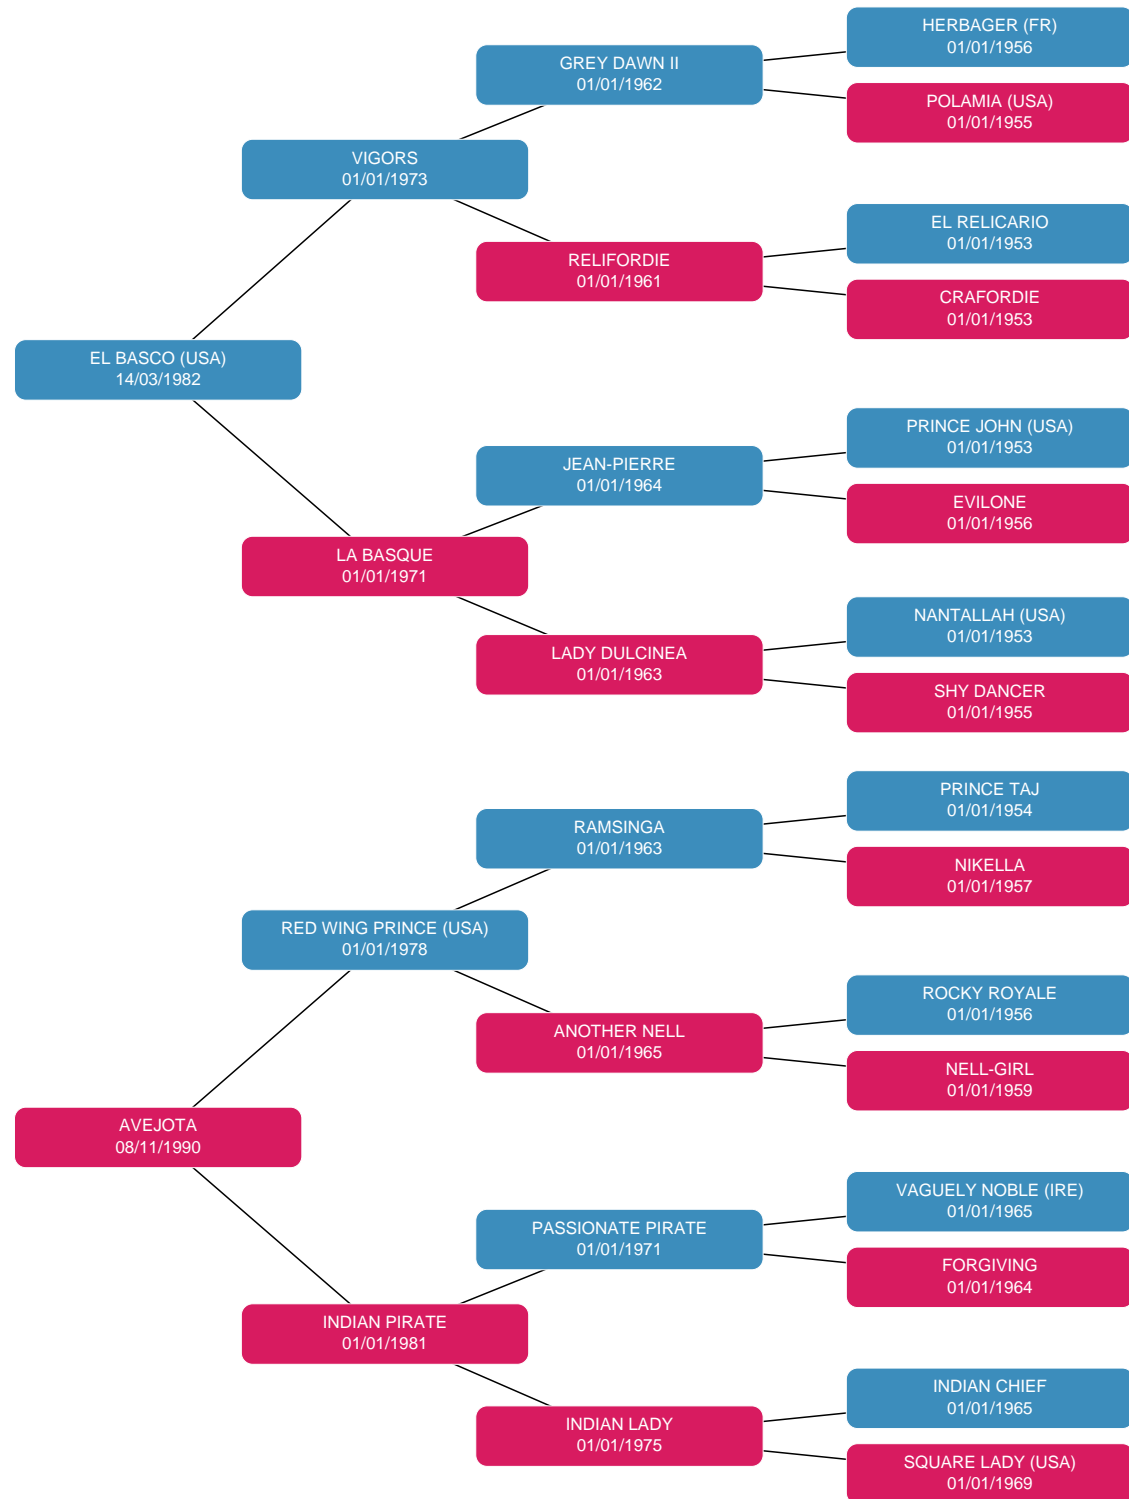 HERBAGER (FR)
01/01/1956
GREY DAWN II
01/01/1962
POLAMIA (USA)
01/01/1955
VIGORS
01/01/1973
EL RELICARIO
01/01/1953
RELIFORDIE
01/01/1961
CRAFORDIE
01/01/1953
EL BASCO (USA)
14/03/1982
PRINCE JOHN (USA)
01/01/1953
JEAN-PIERRE
01/01/1964
EVILONE
01/01/1956
LA BASQUE
01/01/1971
NANTALLAH (USA)
01/01/1953
LADY DULCINEA
01/01/1963
SHY DANCER
01/01/1955
PRINCE TAJ
01/01/1954
RAMSINGA
01/01/1963
NIKELLA
01/01/1957
RED WING PRINCE (USA)
01/01/1978
ROCKY ROYALE
01/01/1956
ANOTHER NELL
01/01/1965
NELL-GIRL
01/01/1959
AVEJOTA
08/11/1990
VAGUELY NOBLE (IRE)
01/01/1965
PASSIONATE PIRATE
01/01/1971
FORGIVING
01/01/1964
INDIAN PIRATE
01/01/1981
INDIAN CHIEF
01/01/1965
INDIAN LADY
01/01/1975
SQUARE LADY (USA)
01/01/1969